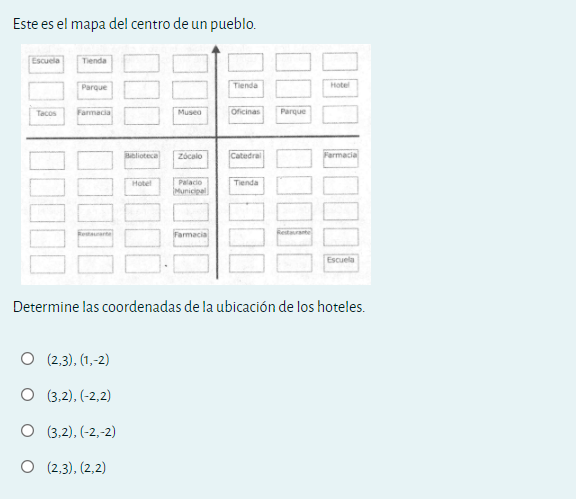 Este es el mapa del centro de un pueblo.
Escuela Tienda
Parque Tienda Hotel
Tacos Farmacia Museo Oficinas Parque
Biblioteca Zócalo Catedral Farmacia
Hotel Palacio Municipal Tienda
Restaurante Farmacia Restaurante
Escuela
Determine las coordenadas de la ubicación de los hoteles.
(2,3), (1,-2)
(3,2), (-2,2)
(3,2), (-2,-2)
(2,3), (2,2)